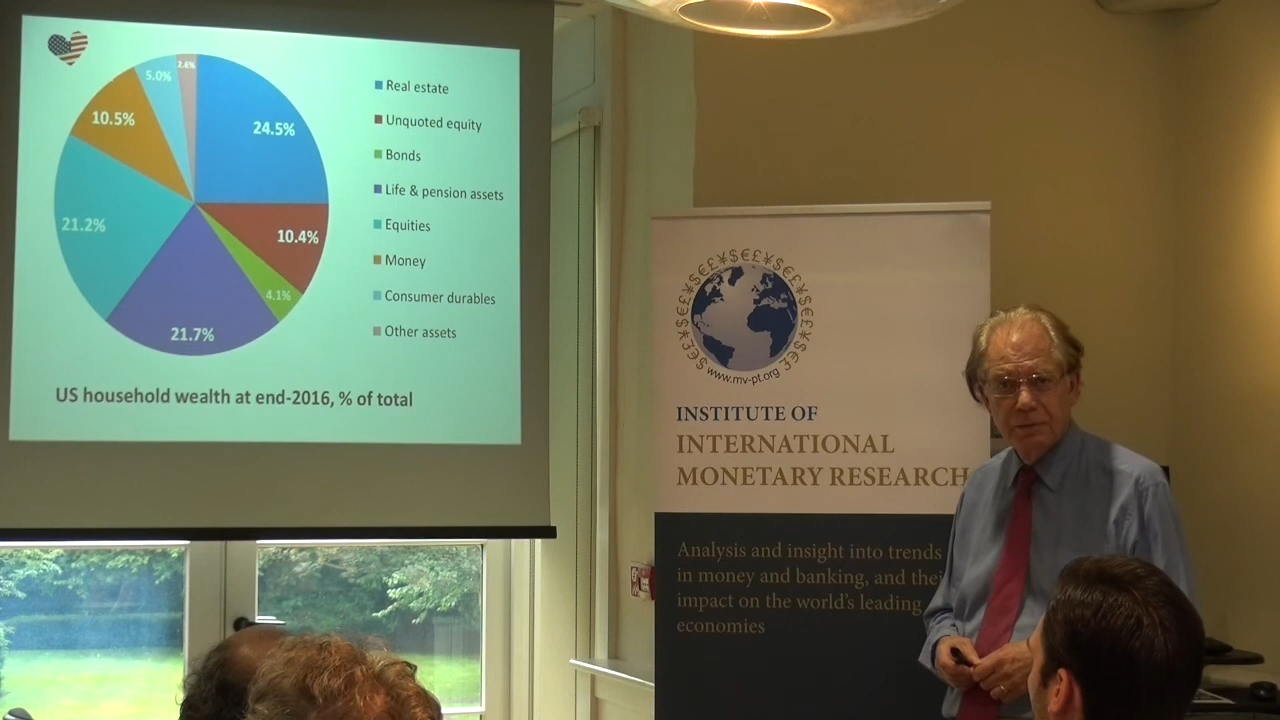 2.6%
5.0%
10.5%
24.5%
21.2%
10.4%
4.1%
21.7%
Real estate
Unquoted equity
Bonds
Life & pension assets
Equities
Money
Consumer durables
Other assets
US household wealth at end-2016, % of total
www.mv-pt.org
INSTITUTE OF
INTERNATIONAL
MONETARY RESEARCH
Analysis and insight into trends
in money and banking, and
impact on the world's leading
economies